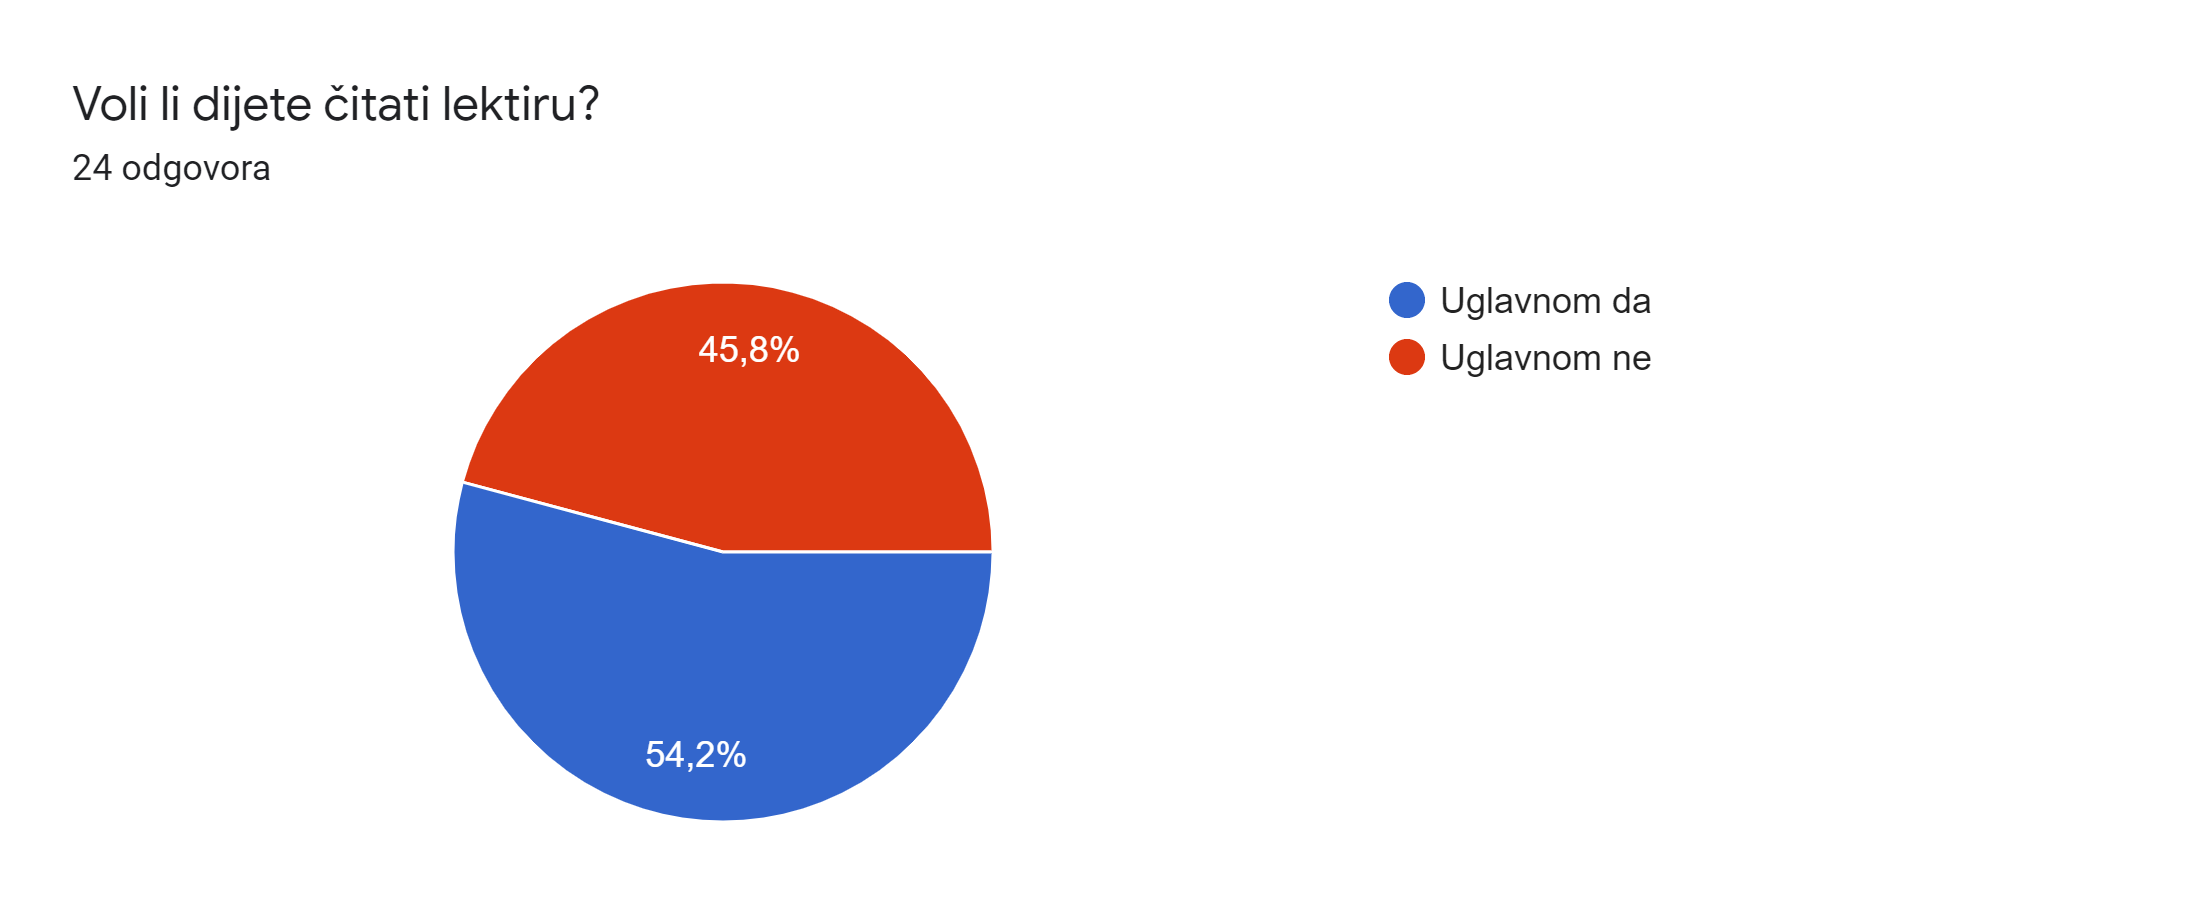 Voli li dijete čitati lektiru?
24 odgovora
45,8%
54,2%
Uglavnom da
Uglavnom ne